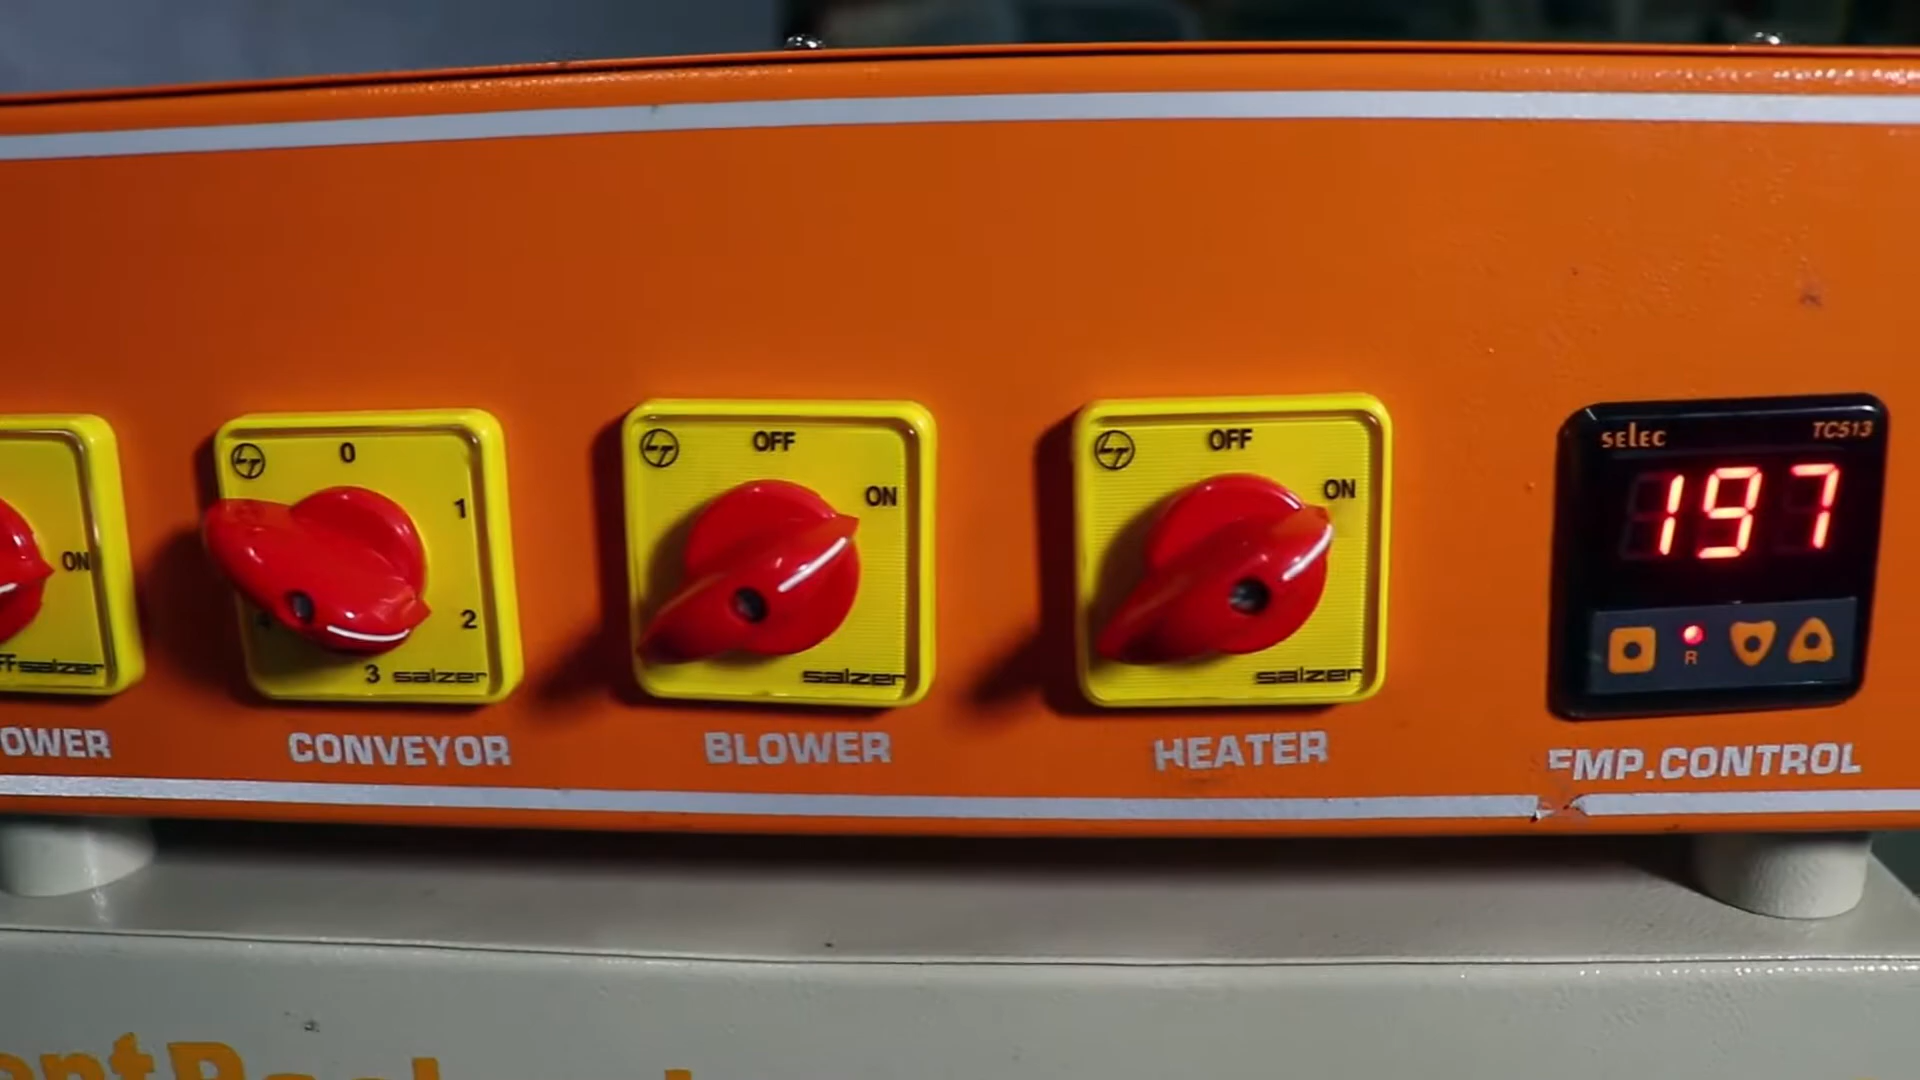 ON
FF salzer
OWER
0
1
2
3
4
salzer
CONVEYOR
OFF
ON
salzer
BLOWER
OFF
ON
salzer
HEATER
selec TC513
197
R
EMP.CONTROL